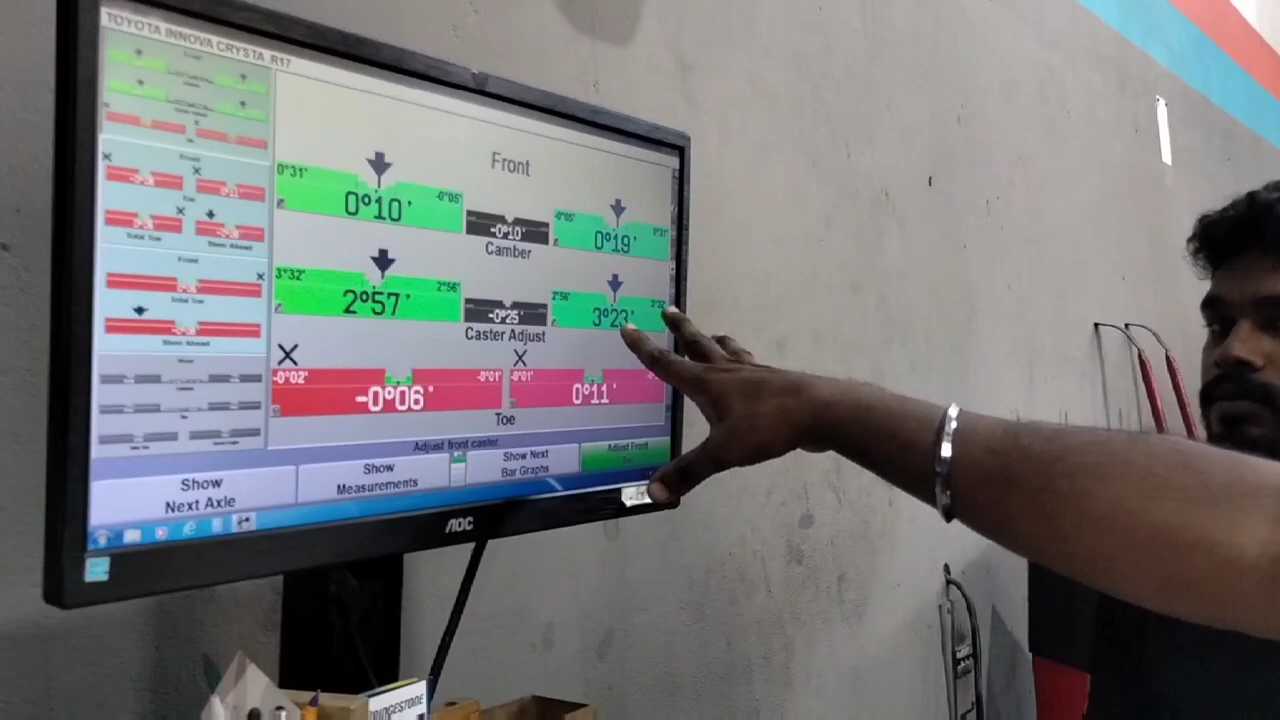 TOYOTA INNOVA CRYSTA .R17
Front
0°31'
0°10'
-0°05'
-0°10'
-0°05'
0°19'
0°31'
Camber
3°32'
2°57'
2°56'
-0°25'
2°56'
3°23'
3°32'
Caster Adjust
-0°02'
-0°06'
-0°01'
-0°01'
0°11'
Toe
Adjust front caster.
Show
Next Axle
Show
Measurements
Show Next
Bar Graphs
Adjust Front
AOC
BRIDGESTONE